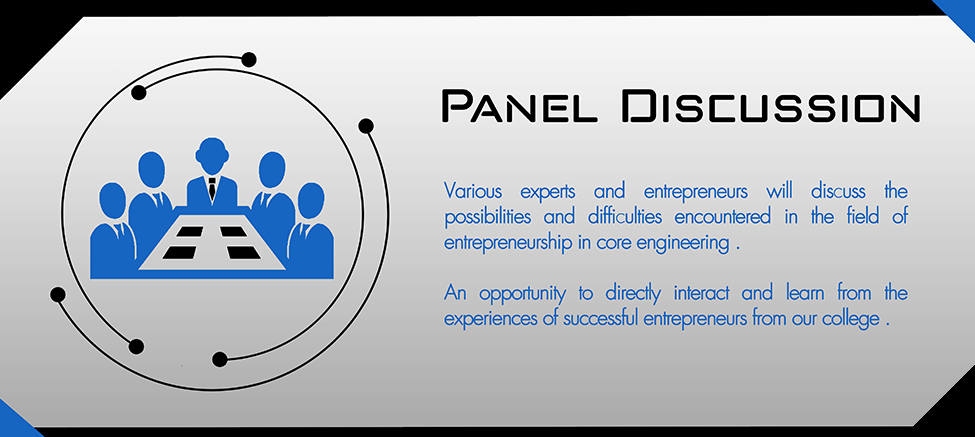 Panel Discussion
Various experts and entrepreneurs will discuss the
possibilities and difficulties encountered in the field of
entrepreneurship in core engineering .
An opportunity to directly interact and learn from the
experiences of successful entrepreneurs from our college .